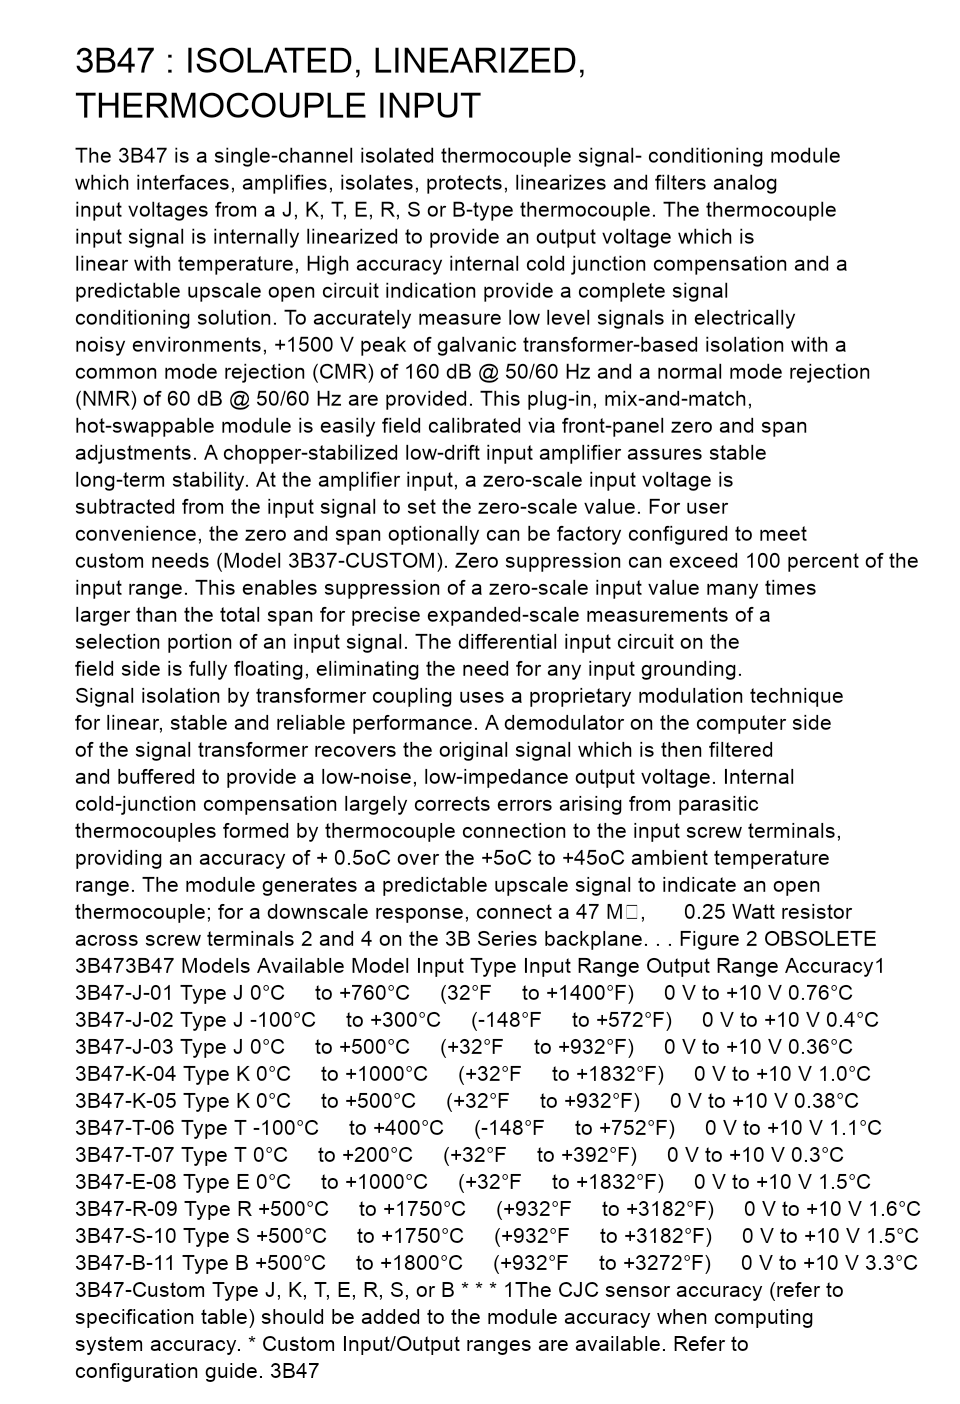 3B47 : ISOLATED, LINEARIZED,
THERMOCOUPLE INPUT
The 3B47 is a single-channel isolated thermocouple signal- conditioning module
which interfaces, amplifies, isolates, protects, linearizes and filters analog
input voltages from a J, K, T, E, R, S or B-type thermocouple. The thermocouple
input signal is internally linearized to provide an output voltage which is
linear with temperature, High accuracy internal cold junction compensation and a
predictable upscale open circuit indication provide a complete signal
conditioning solution. To accurately measure low level signals in electrically
noisy environments, +1500 V peak of galvanic transformer-based isolation with a
common mode rejection (CMR) of 160 dB @ 50/60 Hz and a normal mode rejection
(NMR) of 60 dB @ 50/60 Hz are provided. This plug-in, mix-and-match,
hot-swappable module is easily field calibrated via front-panel zero and span
adjustments. A chopper-stabilized low-drift input amplifier assures stable
long-term stability. At the amplifier input, a zero-scale input voltage is
subtracted from the input signal to set the zero-scale value. For user
convenience, the zero and span optionally can be factory configured to meet
custom needs (Model 3B37-CUSTOM). Zero suppression can exceed 100 percent of the
input range. This enables suppression of a zero-scale input value many times
larger than the total span for precise expanded-scale measurements of a
selection portion of an input signal. The differential input circuit on the
field side is fully floating, eliminating the need for any input grounding.
Signal isolation by transformer coupling uses a proprietary modulation technique
for linear, stable and reliable performance. A demodulator on the computer side
of the signal transformer recovers the original signal which is then filtered
and buffered to provide a low-noise, low-impedance output voltage. Internal
cold-junction compensation largely corrects errors arising from parasitic
thermocouples formed by thermocouple connection to the input screw terminals,
providing an accuracy of + 0.5oC over the +5oC to +45oC ambient temperature
range. The module generates a predictable upscale signal to indicate an open
thermocouple; for a downscale response, connect a 47 M□, 0.25 Watt resistor
across screw terminals 2 and 4 on the 3B Series backplane. . . Figure 2 OBSOLETE
3B473B47 Models Available Model Input Type Input Range Output Range Accuracy1
3B47-J-01 Type J 0°C to +760°C (32°F to +1400°F) 0 V to +10 V 0.76°C
3B47-J-02 Type J -100°C to +300°C (-148°F to +572°F) 0 V to +10 V 0.4°C
3B47-J-03 Type J 0°C to +500°C (+32°F to +932°F) 0 V to +10 V 0.36°C
3B47-K-04 Type K 0°C to +1000°C (+32°F to +1832°F) 0 V to +10 V 1.0°C
3B47-K-05 Type K 0°C to +500°C (+32°F to +932°F) 0 V to +10 V 0.38°C
3B47-T-06 Type T -100°C to +400°C (-148°F to +752°F) 0 V to +10 V 1.1°C
3B47-T-07 Type T 0°C to +200°C (+32°F to +392°F) 0 V to +10 V 0.3°C
3B47-E-08 Type E 0°C to +1000°C (+32°F to +1832°F) 0 V to +10 V 1.5°C
3B47-R-09 Type R +500°C to +1750°C (+932°F to +3182°F) 0 V to +10 V 1.6°C
3B47-S-10 Type S +500°C to +1750°C (+932°F to +3182°F) 0 V to +10 V 1.5°C
3B47-B-11 Type B +500°C to +1800°C (+932°F to +3272°F) 0 V to +10 V 3.3°C
3B47-Custom Type J, K, T, E, R, S, or B * * * 1The CJC sensor accuracy (refer to
specification table) should be added to the module accuracy when computing
system accuracy. * Custom Input/Output ranges are available. Refer to
configuration guide. 3B47